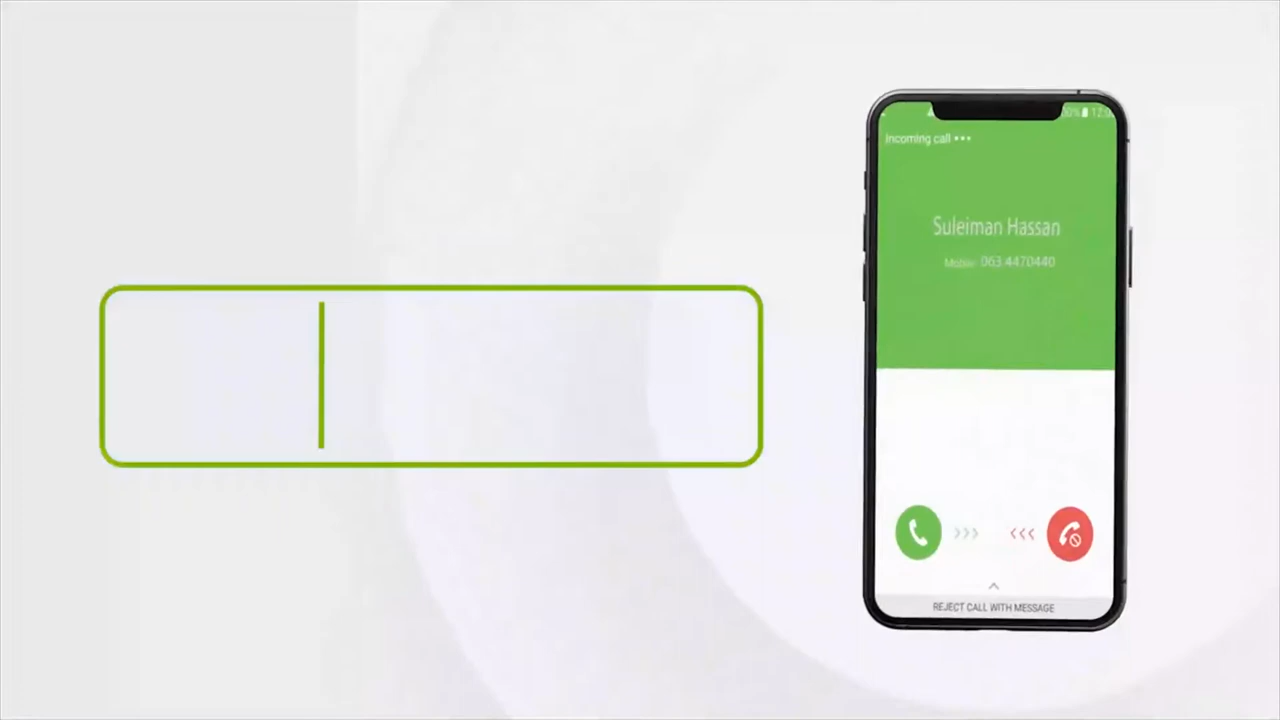 Incoming call •••
Suleiman Hassan
Mobile: 063 4470440
REJECT CALL WITH MESSAGE